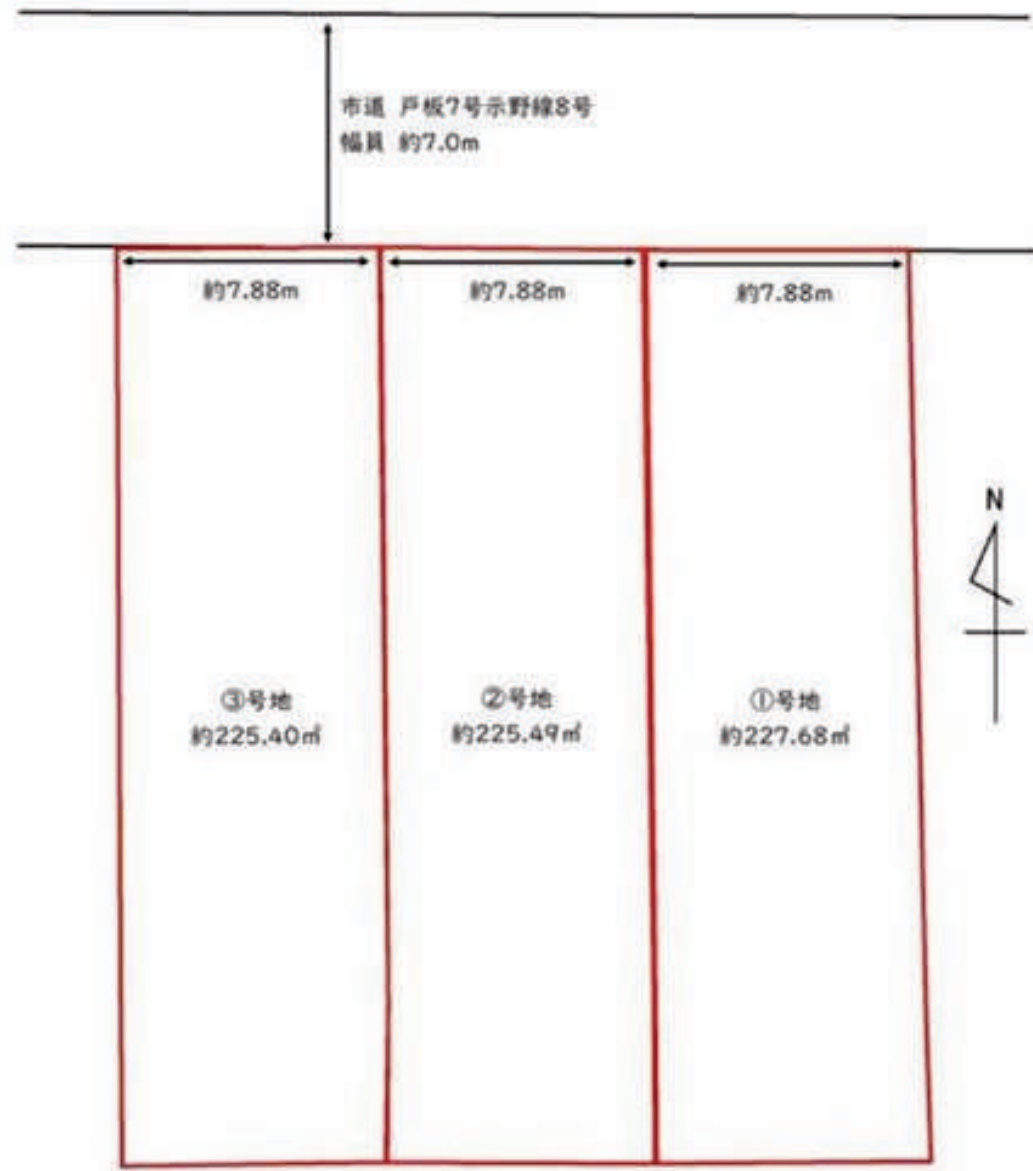 市道 戸板7号示野線8号
幅員 約7.0m
約7.88m
約7.88m
約7.88m
N
③号地
約225.40㎡
②号地
約225.49㎡
①号地
約227.68㎡